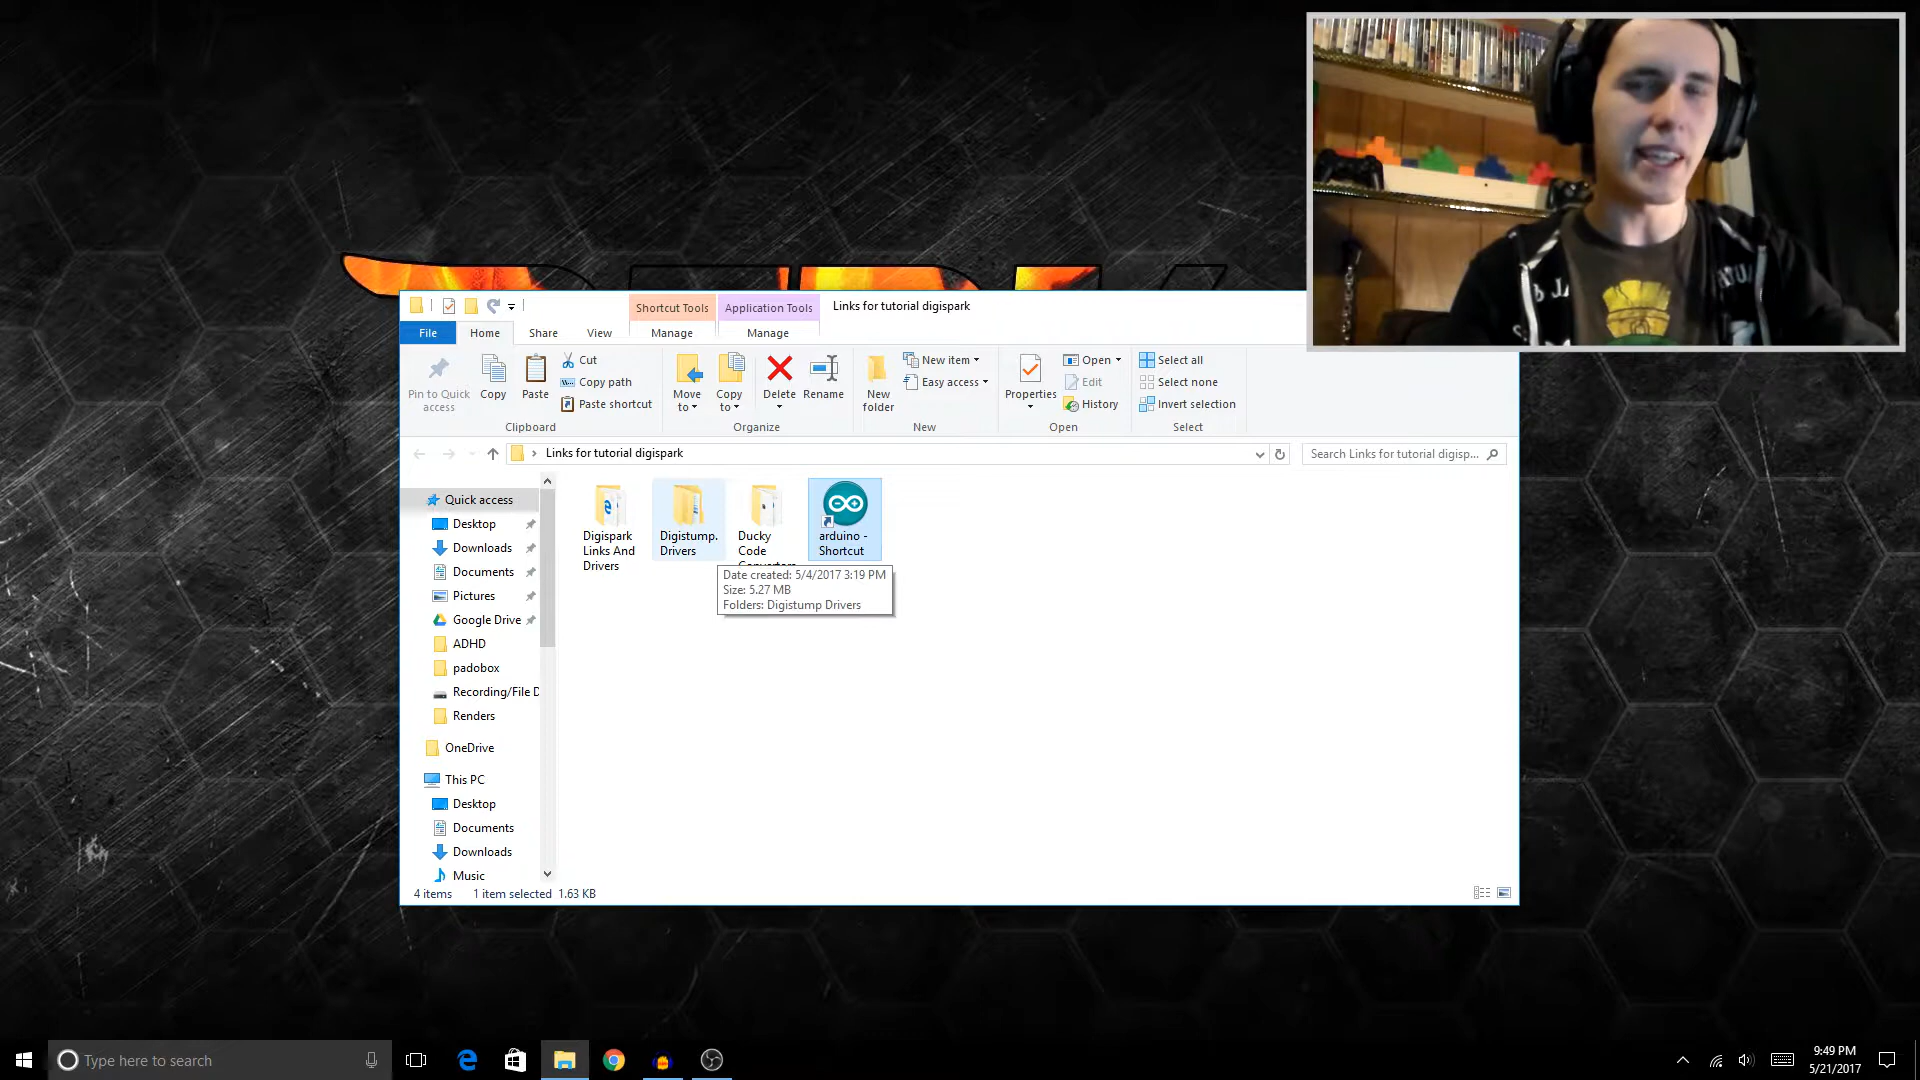 Shortcut Tools
Application Tools
Links for tutorial digispark
File
Home
Share
View
Manage
Manage
Pin to Quick access
Copy
Paste
Cut
Copy path
Paste shortcut
Clipboard
Move to
Copy to
Delete
Rename
Organize
New folder
New item
Easy access
New
Properties
Open
Edit
History
Open
Select all
Select none
Invert selection
Select
Links for tutorial digispark
Search Links for tutorial digisp...
Quick access
Desktop
Downloads
Documents
Pictures
Google Drive
ADHD
padobox
Recording/File D
Renders
OneDrive
This PC
Desktop
Documents
Downloads
Music
Digispark
Links And
Drivers
Digistump.
Drivers
Ducky
Code
arduino -
Shortcut
Date created: 5/4/2017 3:19 PM
Size: 5.27 MB
Folders: Digistump Drivers
4 items
1 item selected
1.63 KB
Type here to search
9:49 PM
5/21/2017